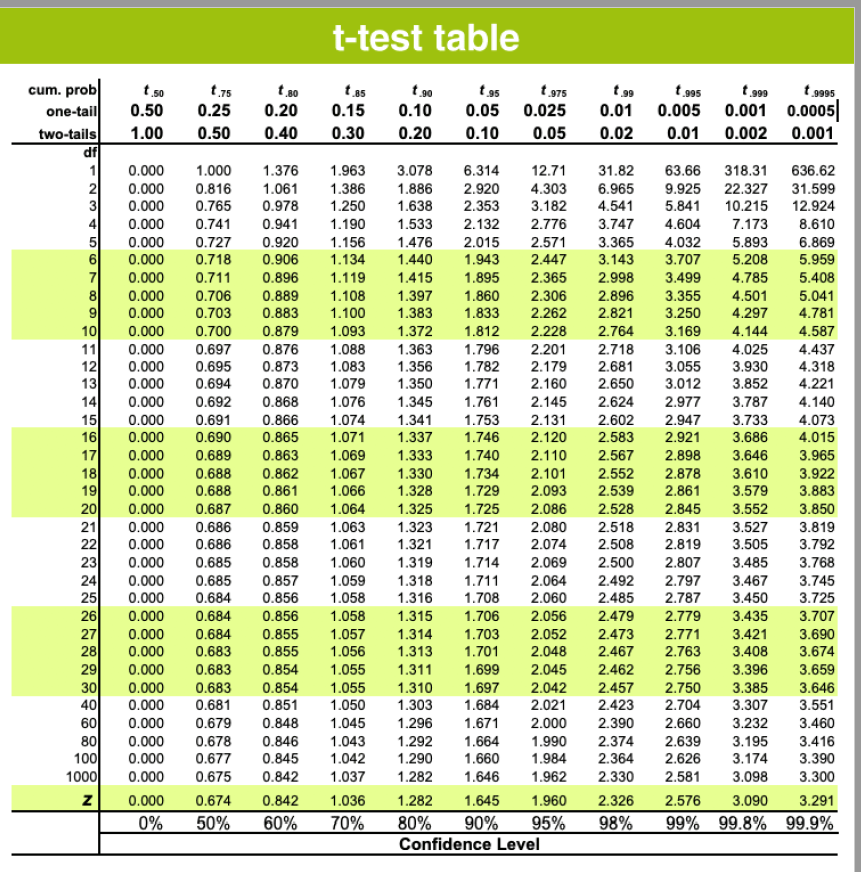 t-test table
cum. prob t .50 t .75 t .80 t .85 t .90 t .95 t .975 t .99 t .995 t .999 t .9995
one-tail 0.50 0.25 0.20 0.15 0.10 0.05 0.025 0.01 0.005 0.001 0.0005
two-tails 1.00 0.50 0.40 0.30 0.20 0.10 0.05 0.02 0.01 0.002 0.001
df
1 0.000 1.000 1.376 1.963 3.078 6.314 12.71 31.82 63.66 318.31 636.62
2 0.000 0.816 1.061 1.386 1.886 2.920 4.303 6.965 9.925 22.327 31.599
3 0.000 0.765 0.978 1.250 1.638 2.353 3.182 4.541 5.841 10.215 12.924
4 0.000 0.741 0.941 1.190 1.533 2.132 2.776 3.747 4.604 7.173 8.610
5 0.000 0.727 0.920 1.156 1.476 2.015 2.571 3.365 4.032 5.893 6.869
6 0.000 0.718 0.906 1.134 1.440 1.943 2.447 3.143 3.707 5.208 5.959
7 0.000 0.711 0.896 1.119 1.415 1.895 2.365 2.998 3.499 4.785 5.408
8 0.000 0.706 0.889 1.108 1.397 1.860 2.306 2.896 3.355 4.501 5.041
9 0.000 0.703 0.883 1.100 1.383 1.833 2.262 2.821 3.250 4.297 4.781
10 0.000 0.700 0.879 1.093 1.372 1.812 2.228 2.764 3.169 4.144 4.587
11 0.000 0.697 0.876 1.088 1.363 1.796 2.201 2.718 3.106 4.025 4.437
12 0.000 0.695 0.873 1.083 1.356 1.782 2.179 2.681 3.055 3.930 4.318
13 0.000 0.694 0.870 1.079 1.350 1.771 2.160 2.650 3.012 3.852 4.221
14 0.000 0.692 0.868 1.076 1.345 1.761 2.145 2.624 2.977 3.787 4.140
15 0.000 0.691 0.866 1.074 1.341 1.753 2.131 2.602 2.947 3.733 4.073
16 0.000 0.690 0.865 1.071 1.337 1.746 2.120 2.583 2.921 3.686 4.015
17 0.000 0.689 0.863 1.069 1.333 1.740 2.110 2.567 2.898 3.646 3.965
18 0.000 0.688 0.862 1.067 1.330 1.734 2.101 2.552 2.878 3.610 3.922
19 0.000 0.688 0.861 1.066 1.328 1.729 2.093 2.539 2.861 3.579 3.883
20 0.000 0.687 0.860 1.064 1.325 1.725 2.086 2.528 2.845 3.552 3.850
21 0.000 0.686 0.859 1.063 1.323 1.721 2.080 2.518 2.831 3.527 3.819
22 0.000 0.686 0.858 1.061 1.321 1.717 2.074 2.508 2.819 3.505 3.792
23 0.000 0.685 0.858 1.060 1.319 1.714 2.069 2.500 2.807 3.485 3.768
24 0.000 0.685 0.857 1.059 1.318 1.711 2.064 2.492 2.797 3.467 3.745
25 0.000 0.684 0.856 1.058 1.316 1.708 2.060 2.485 2.787 3.450 3.725
26 0.000 0.684 0.856 1.058 1.315 1.706 2.056 2.479 2.779 3.435 3.707
27 0.000 0.684 0.855 1.057 1.314 1.703 2.052 2.473 2.771 3.421 3.690
28 0.000 0.683 0.855 1.056 1.313 1.701 2.048 2.467 2.763 3.408 3.674
29 0.000 0.683 0.854 1.055 1.311 1.699 2.045 2.462 2.756 3.396 3.659
30 0.000 0.683 0.854 1.055 1.310 1.697 2.042 2.457 2.750 3.385 3.646
40 0.000 0.681 0.851 1.050 1.303 1.684 2.021 2.423 2.704 3.307 3.551
60 0.000 0.679 0.848 1.045 1.296 1.671 2.000 2.390 2.660 3.232 3.460
80 0.000 0.678 0.846 1.043 1.292 1.664 1.990 2.374 2.639 3.195 3.416
100 0.000 0.677 0.845 1.042 1.290 1.660 1.984 2.364 2.626 3.174 3.390
1000 0.000 0.675 0.842 1.037 1.282 1.646 1.962 2.330 2.581 3.098 3.300
Z 0.000 0.674 0.842 1.036 1.282 1.645 1.960 2.326 2.576 3.090 3.291
0% 50% 60% 70% 80% 90% 95% 98% 99% 99.8% 99.9%
Confidence Level